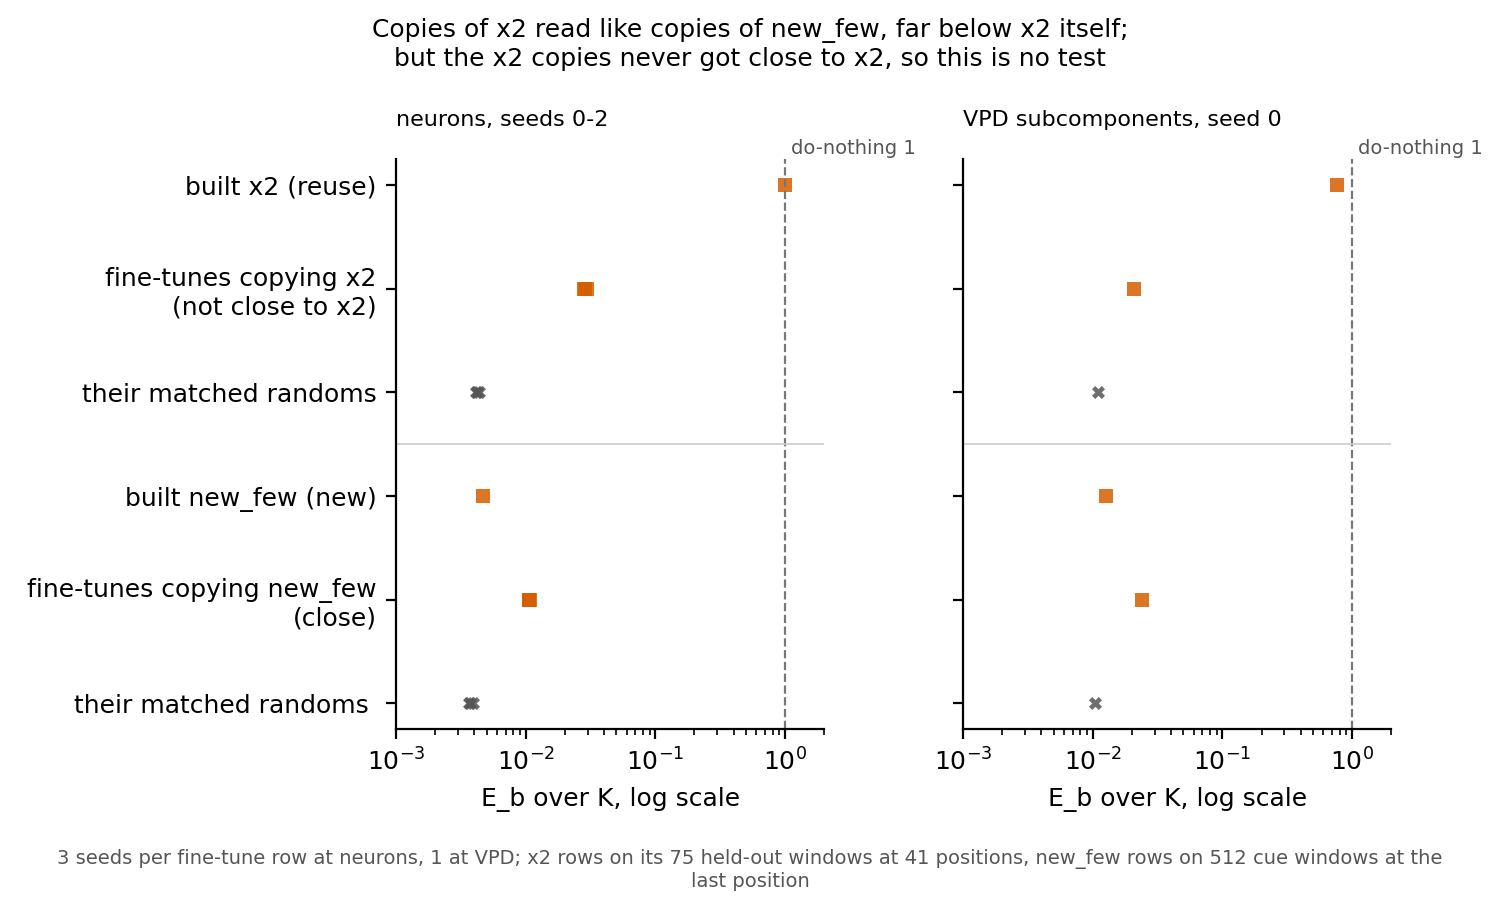 Copies of x2 read like copies of new_few, far below x2 itself;
but the x2 copies never got close to x2, so this is no test
neurons, seeds 0-2
VPD subcomponents, seed 0
do-nothing 1
do-nothing 1
built x2 (reuse)
fine-tunes copying x2
(not close to x2)
their matched randoms
built new_few (new)
fine-tunes copying new_few
(close)
their matched randoms
10⁻³ 10⁻² 10⁻¹ 10⁰
10⁻³ 10⁻² 10⁻¹ 10⁰
E_b over K, log scale
E_b over K, log scale
3 seeds per fine-tune row at neurons, 1 at VPD; x2 rows on its 75 held-out windows at 41 positions, new_few rows on 512 cue windows at the
last position